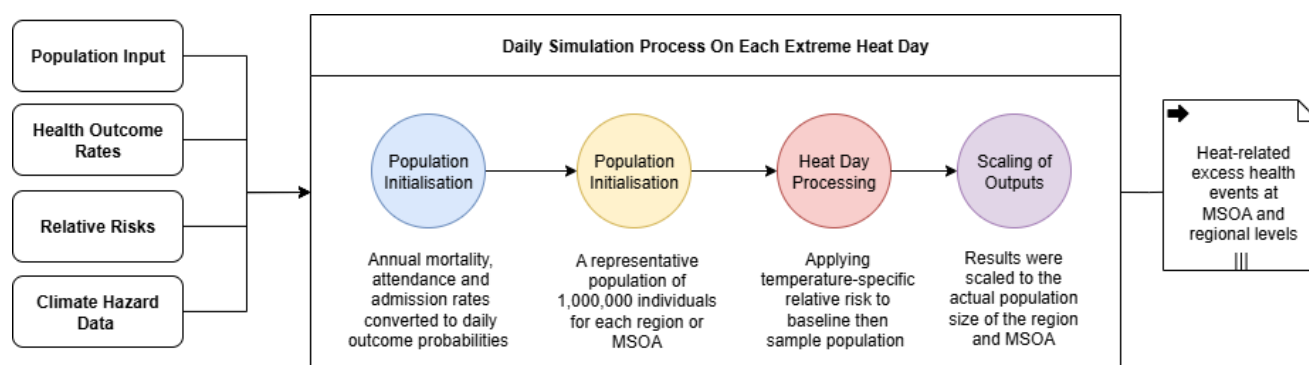 Population Input
Health Outcome
Rates
Relative Risks
Climate Hazard
Data
Daily Simulation Process On Each Extreme Heat Day
Population
Initialisation
Annual mortality,
attendance and
admission rates
converted to daily
outcome probabilities
Population
Initialisation
A representative
population of
1,000,000 individuals
for each region or
MSOA
Heat Day
Processing
Applying
temperature-specific
relative risk to
baseline then
sample population
Scaling of
Outputs
Results were
scaled to the
actual population
size of the region
and MSOA
Heat-related
excess health
events at
MSOA and
regional levels